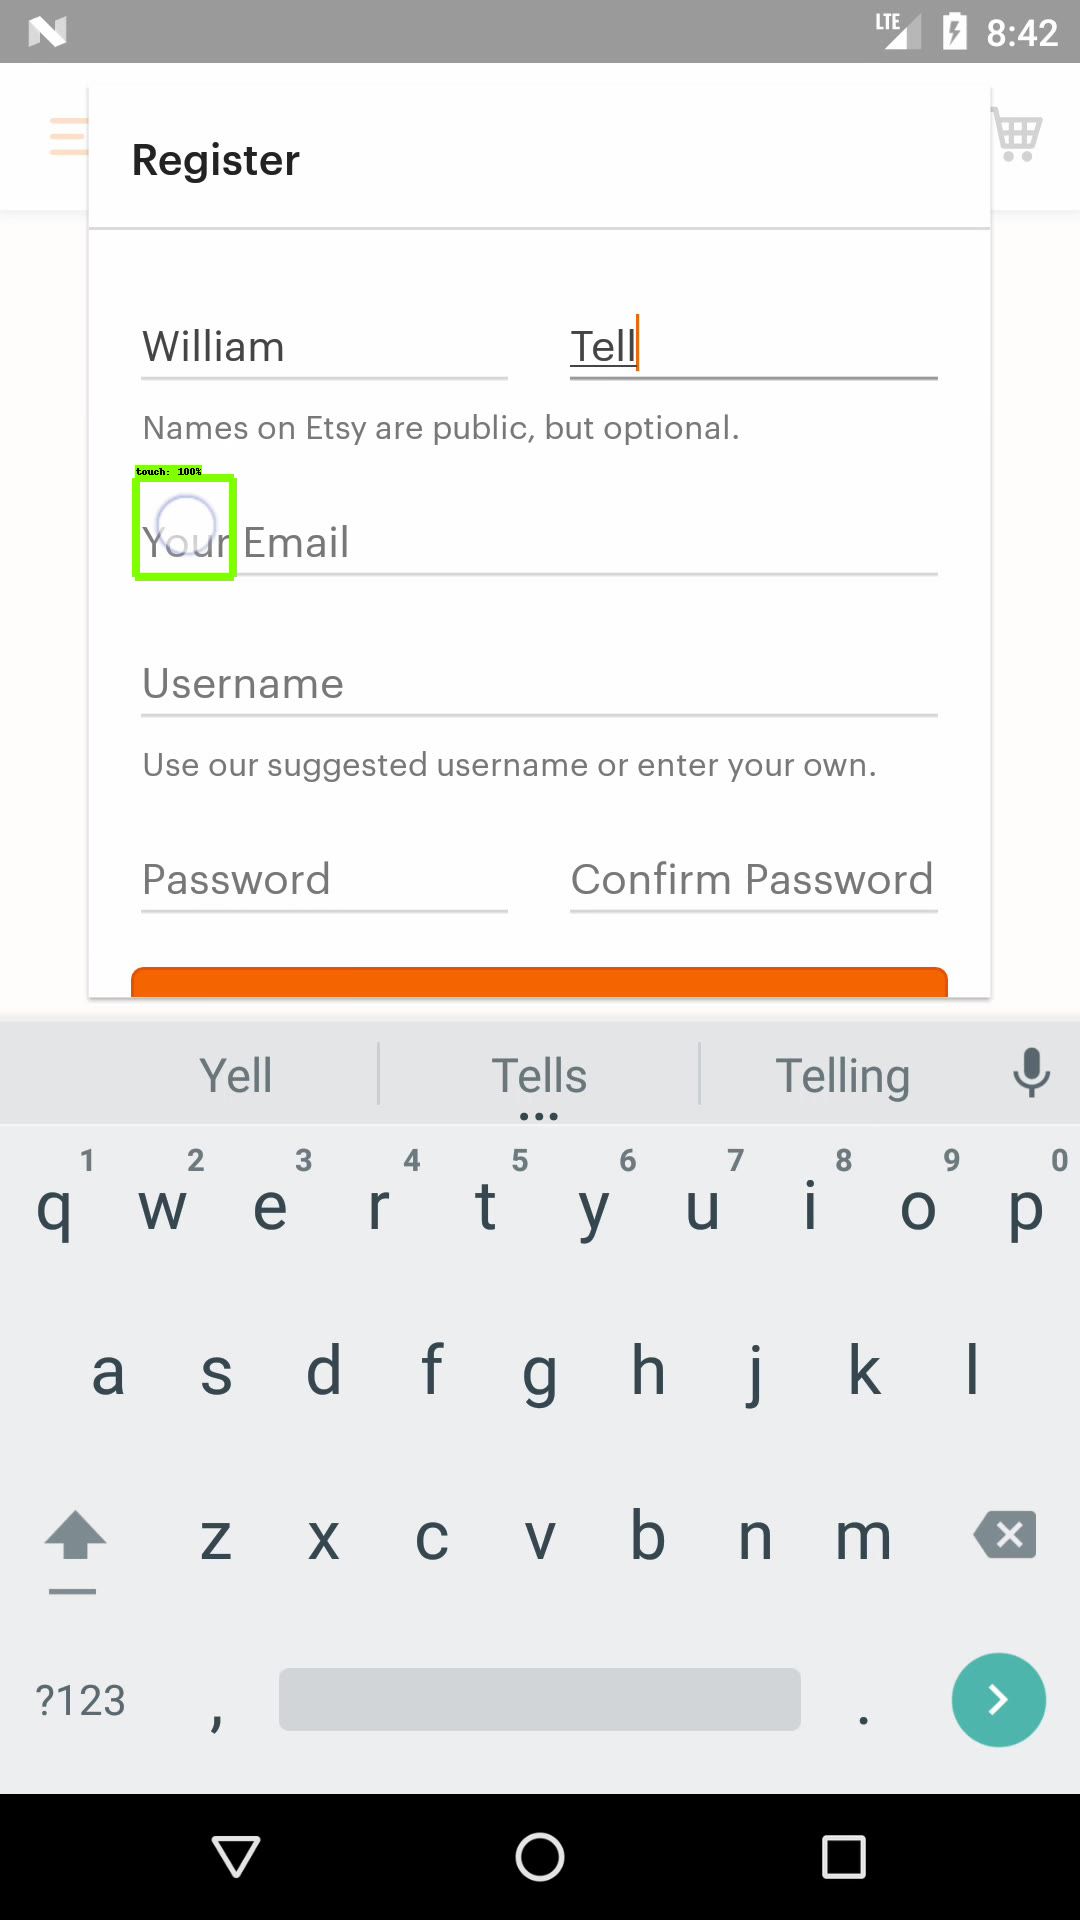 LTE 8:42
Register
William Tell
Names on Etsy are public, but optional.
touch: 100%
Your Email
Username
Use our suggested username or enter your own.
Password Confirm Password
Yell Tells Telling
1 2 3 4 5 6 7 8 9 0
q w e r t y u i o p
a s d f g h j k l
z x c v b n m
?123 , .